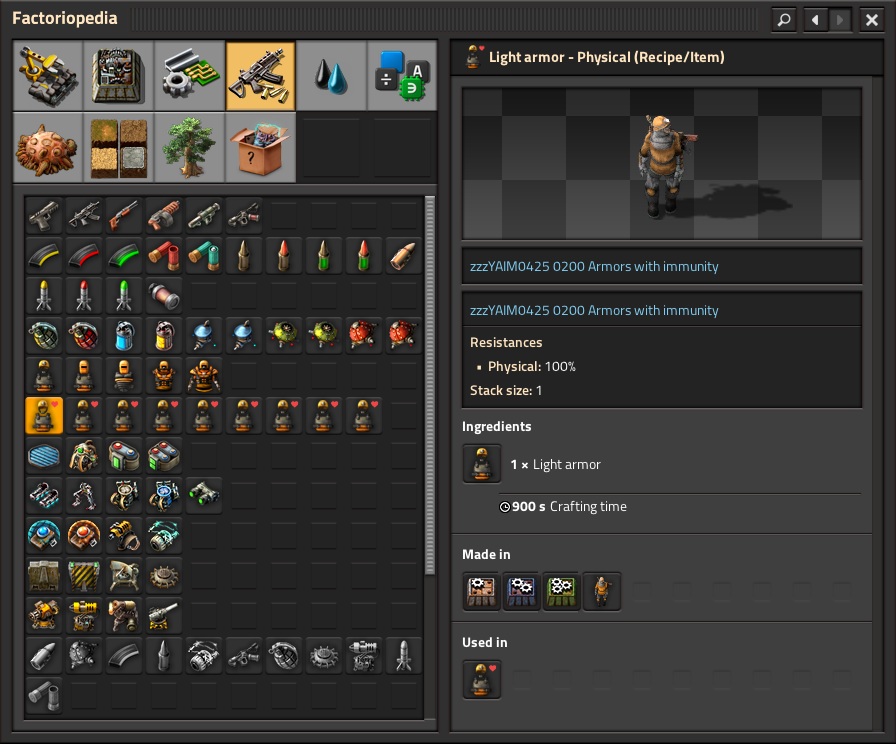 Factoriopedia
Light armor - Physical (Recipe/Item)
zzzYAIM0425 0200 Armors with immunity
zzzYAIM0425 0200 Armors with immunity
Resistances
• Physical: 100%
Stack size: 1
Ingredients
1 × Light armor
900 s Crafting time
Made in
Used in